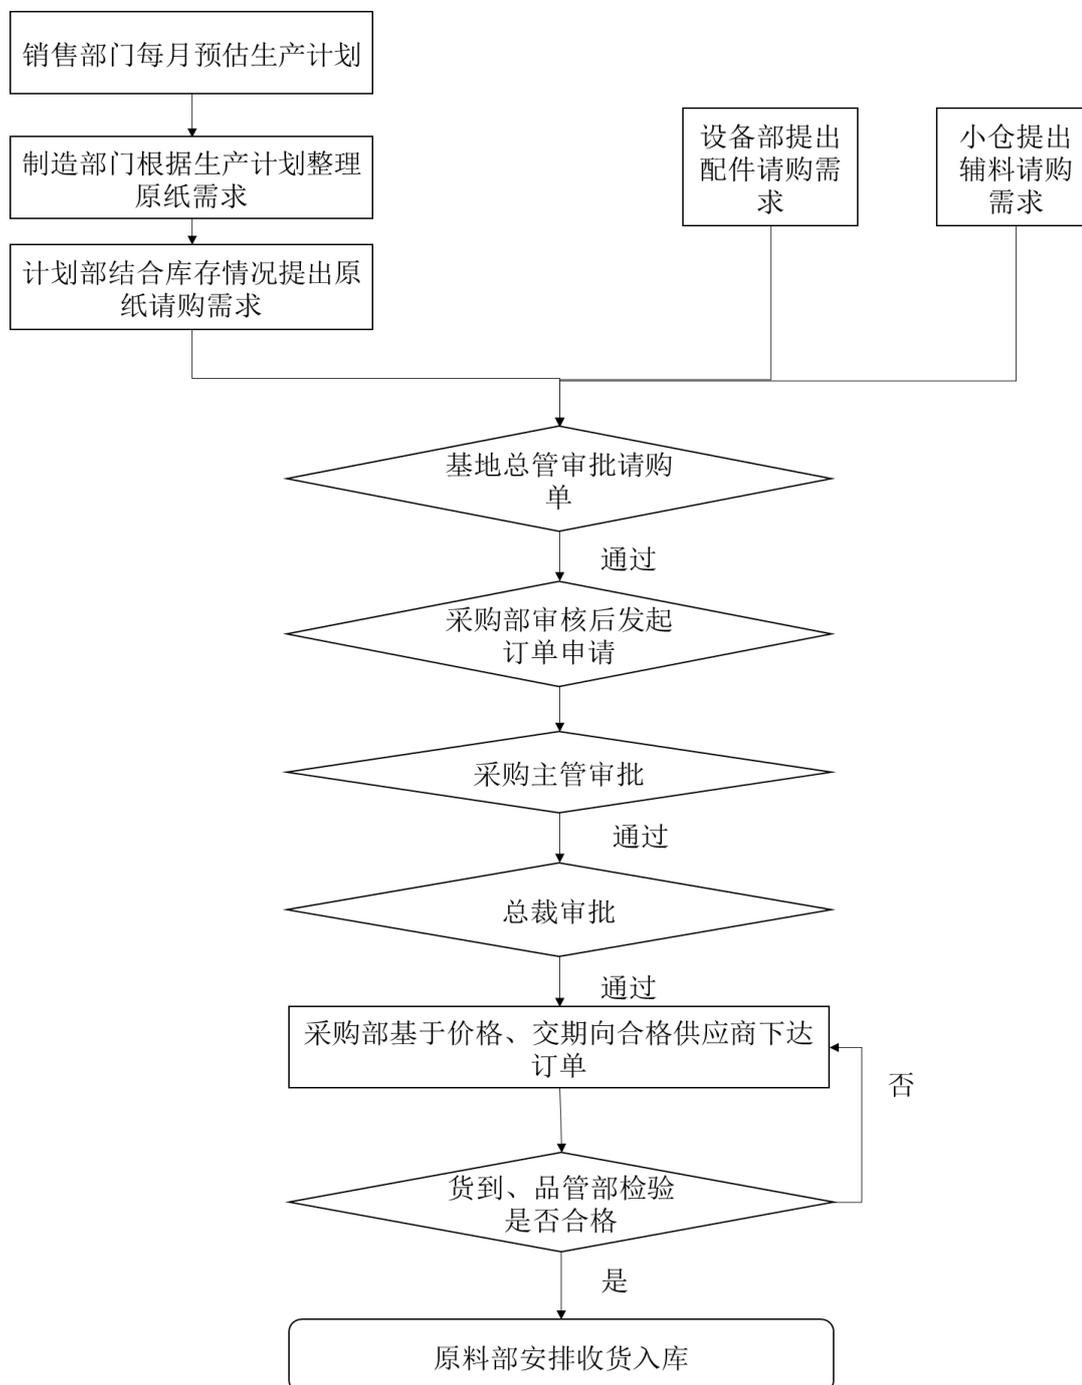 销售部门每月预估生产计划
制造部门根据生产计划整理
原纸需求
计划部结合库存情况提出原
纸请购需求
设备部提出
配件请购需
求
小仓提出
辅料请购
需求
基地总管审批请购
单
通过
采购部审核后发起
订单申请
采购主管审批
通过
总裁审批
通过
采购部基于价格、交期向合格供应商下达
订单
否
货到、品管部检验
是否合格
是
原料部安排收货入库